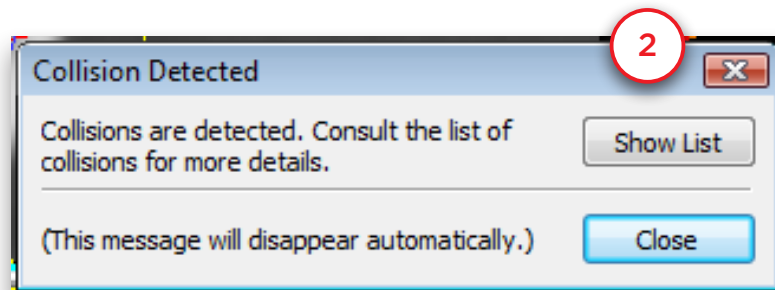 2
Collision Detected
Collisions are detected. Consult the list of
collisions for more details.
Show List
(This message will disappear automatically.)
Close